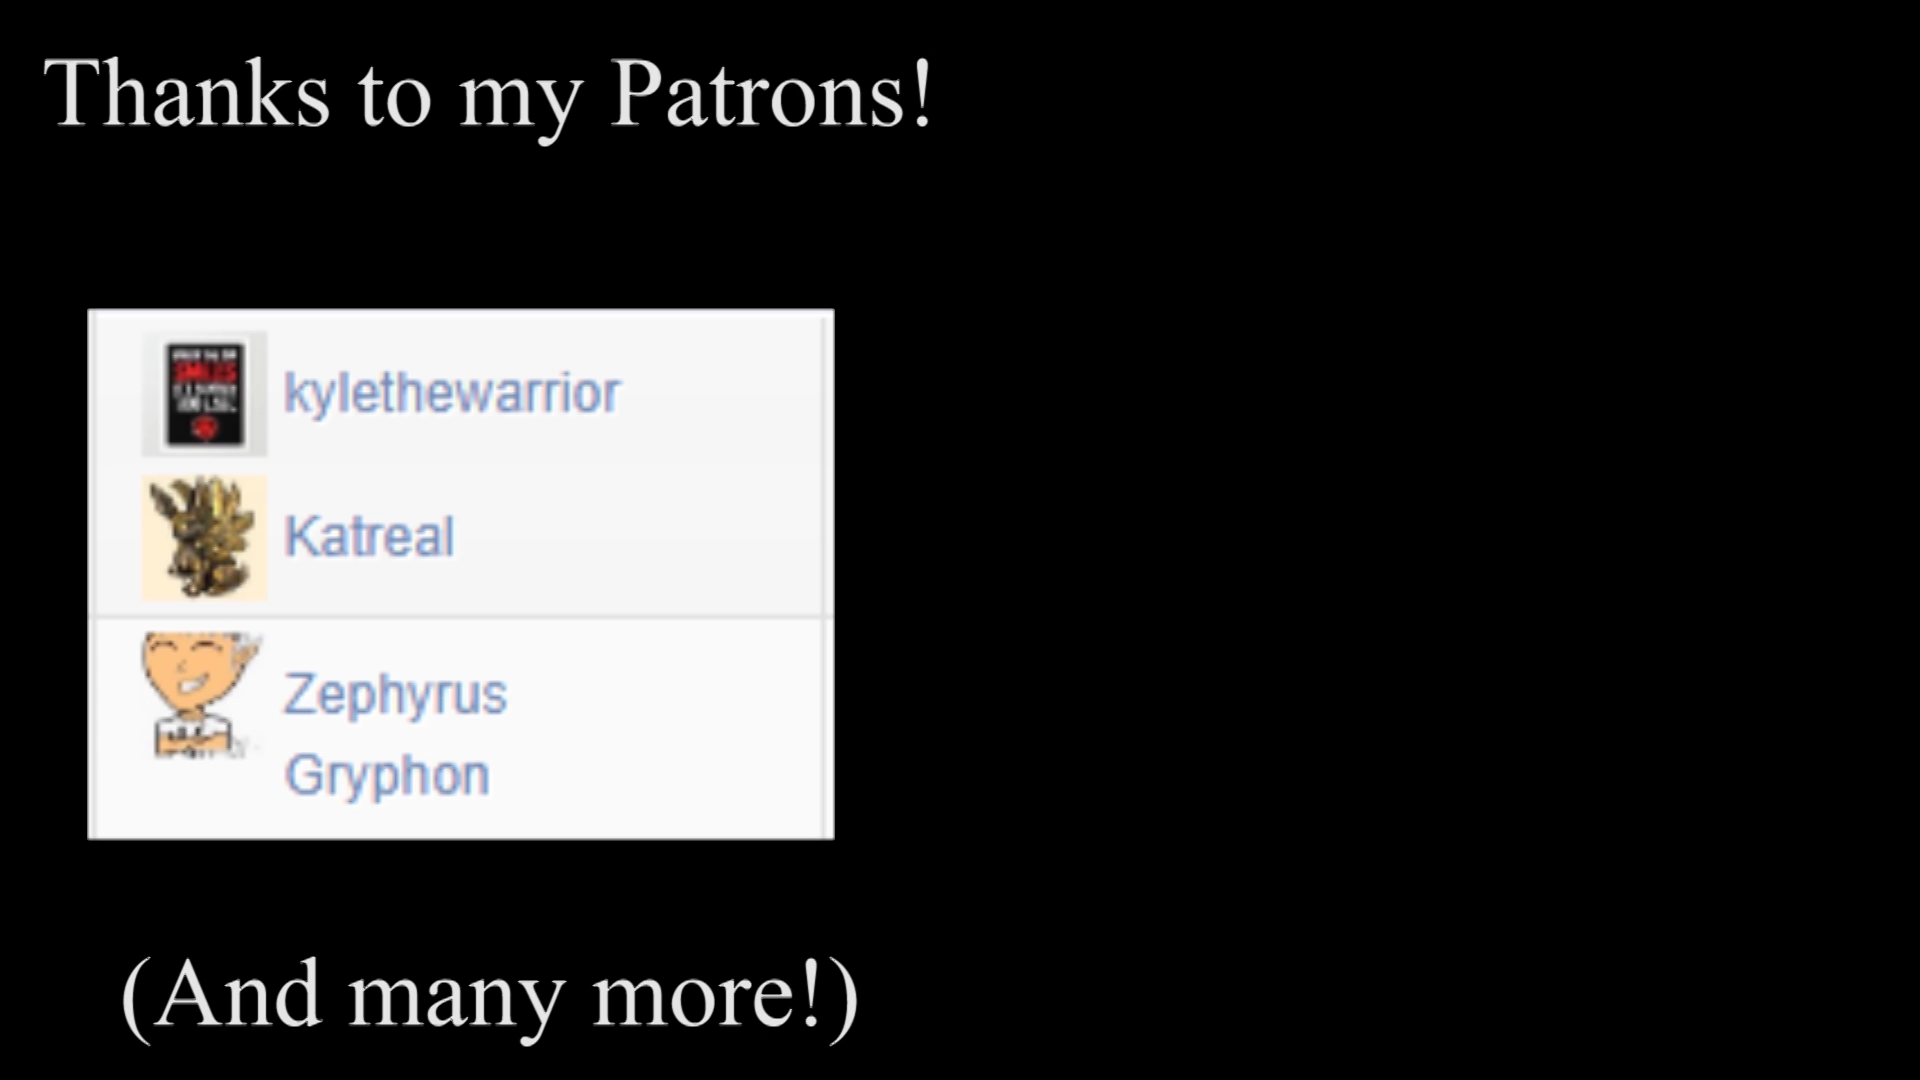 Thanks to my Patrons!
kylethewarrior
Katreal
Zephyrus
Gryphon
(And many more!)